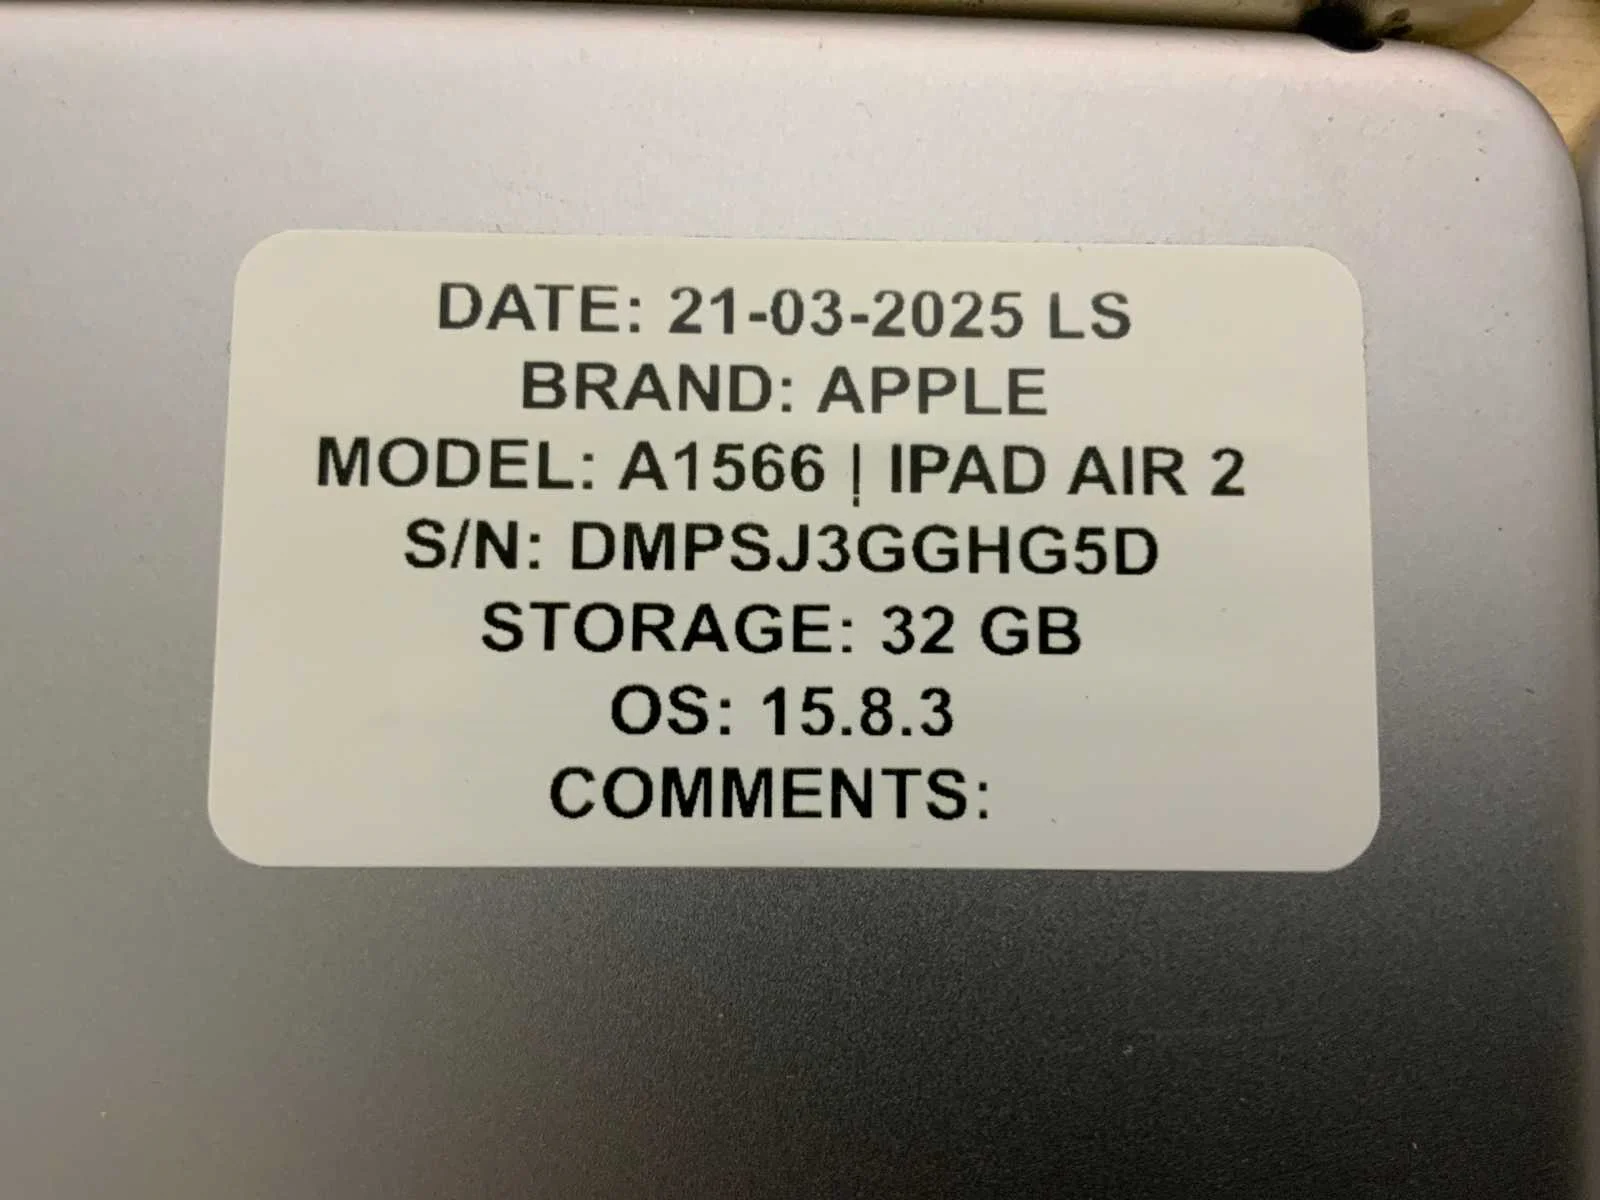 DATE: 21-03-2025 LS
BRAND: APPLE
MODEL: A1566 | IPAD AIR 2
S/N: DMPSJ3GGHG5D
STORAGE: 32 GB
OS: 15.8.3
COMMENTS: